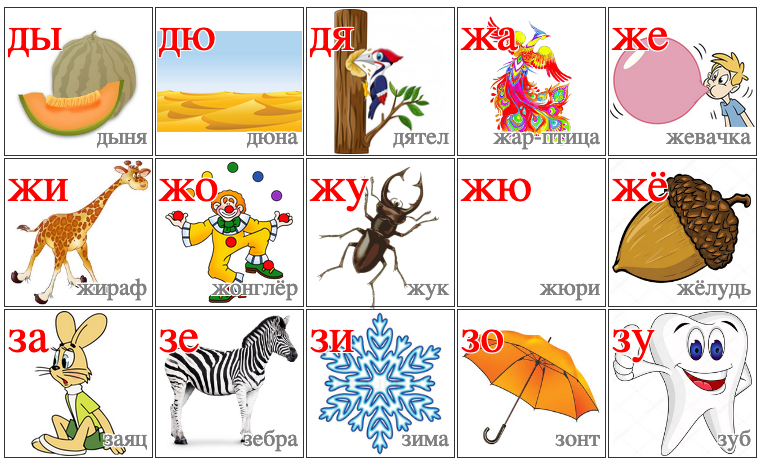 ды
дыня
дю
дюна
дя
дятел
жа
жар-птица
же
жевачка
жи
жираф
жо
жонглёр
жу
жук
жю
жюри
жё
жёлудь
за
заяц
зе
зебра
зи
зима
зо
зонт
зу
зуб